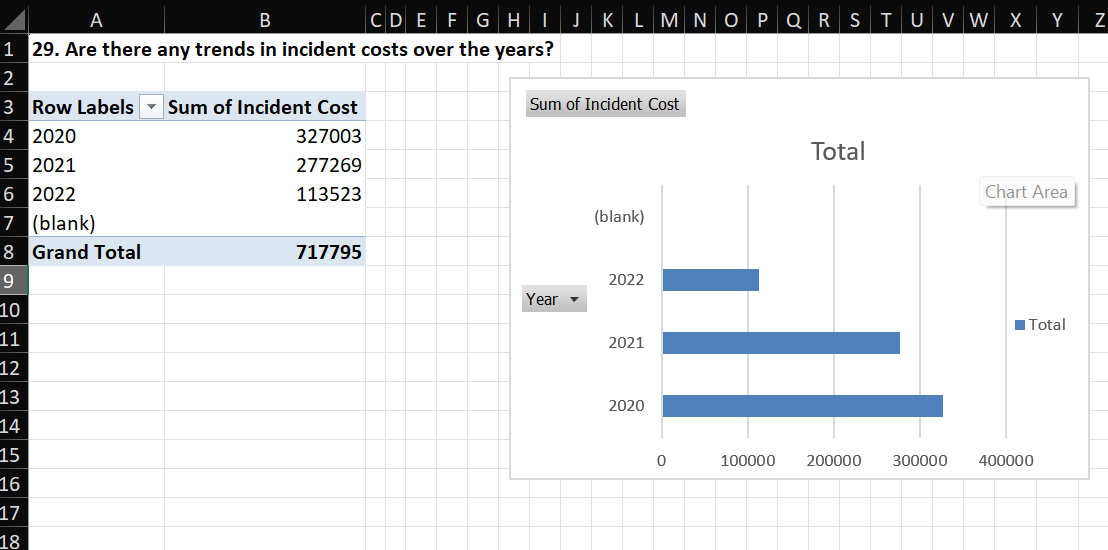 A B C D E F G H I J K L M N O P Q R S T U V W X Y Z
1 29. Are there any trends in incident costs over the years?
2
3 Row Labels Sum of Incident Cost
4 2020 327003
5 2021 277269
6 2022 113523
7 (blank)
8 Grand Total 717795
9
10
11
12
13
14
15
16
17
18
Sum of Incident Cost
Total
Chart Area
(blank)
2022
Year
2021
Total
2020
0 100000 200000 300000 400000